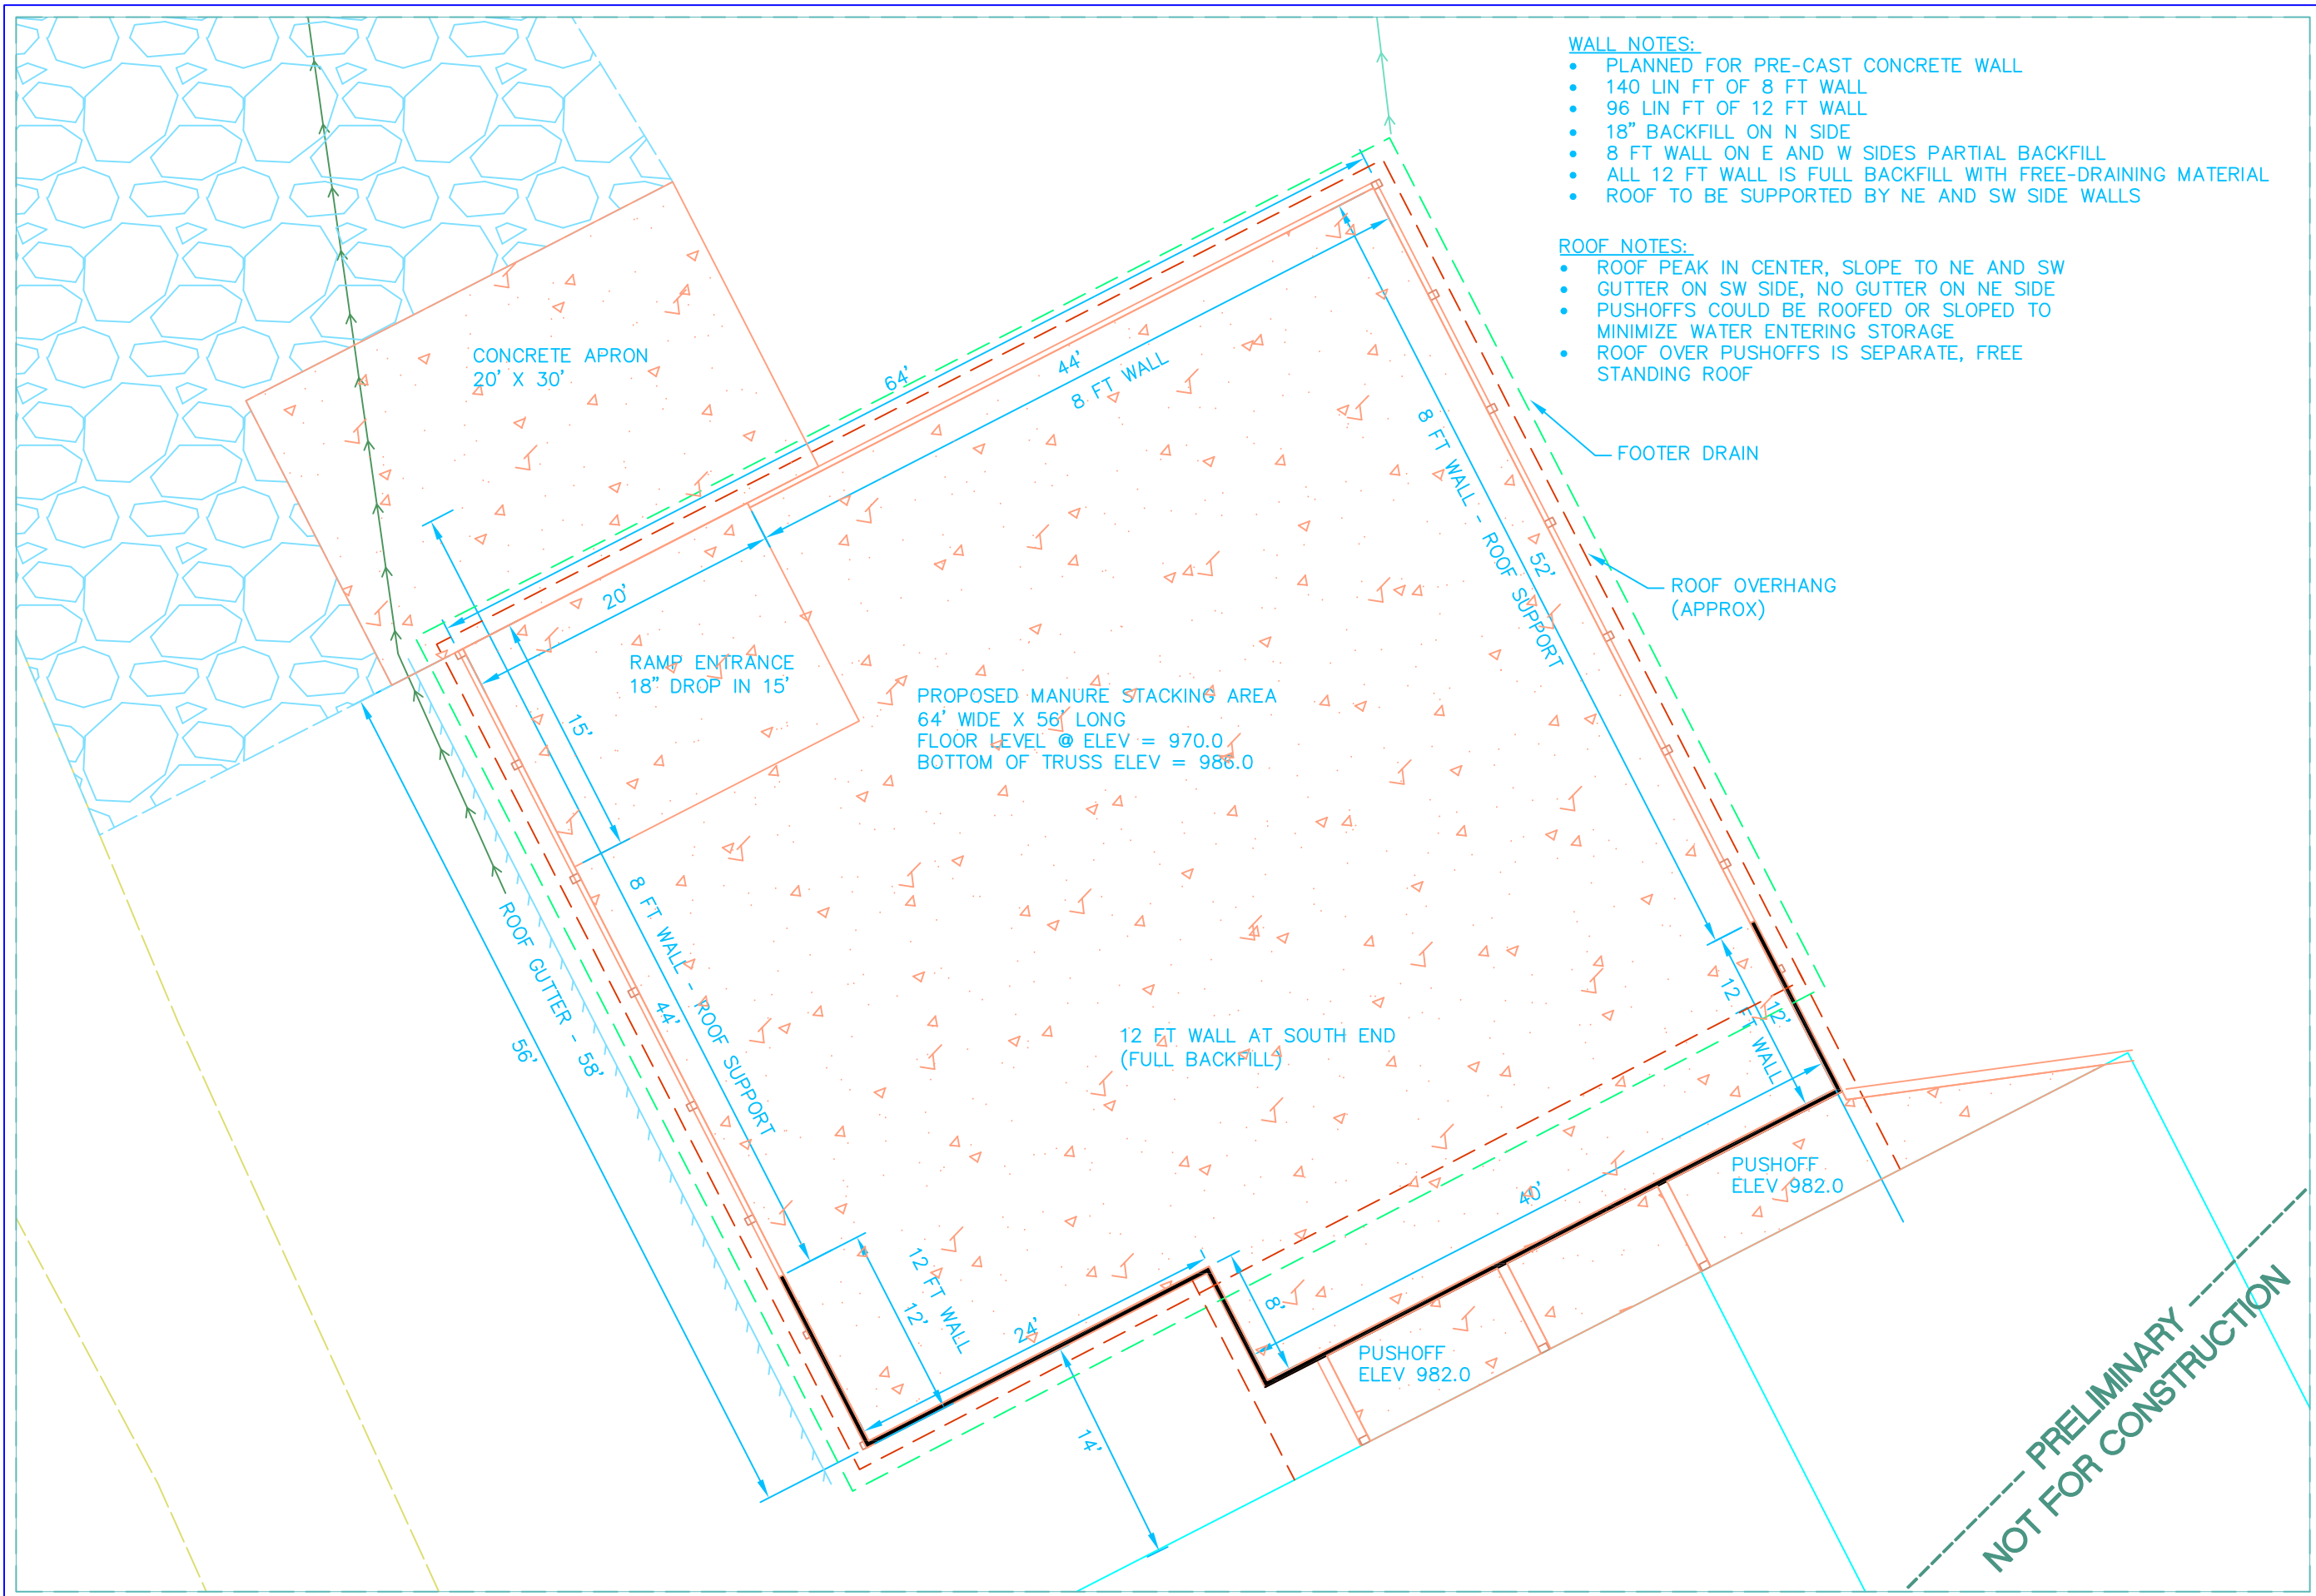 WALL NOTES:
• PLANNED FOR PRE-CAST CONCRETE WALL
• 140 LIN FT OF 8 FT WALL
• 96 LIN FT OF 12 FT WALL
• 18" BACKFILL ON N SIDE
• 8 FT WALL ON E AND W SIDES PARTIAL BACKFILL
• ALL 12 FT WALL IS FULL BACKFILL WITH FREE-DRAINING MATERIAL
• ROOF TO BE SUPPORTED BY NE AND SW SIDE WALLS
ROOF NOTES:
• ROOF PEAK IN CENTER, SLOPE TO NE AND SW
• GUTTER ON SW SIDE, NO GUTTER ON NE SIDE
• PUSHOFFS COULD BE ROOFED OR SLOPED TO
MINIMIZE WATER ENTERING STORAGE
• ROOF OVER PUSHOFFS IS SEPARATE, FREE
STANDING ROOF
CONCRETE APRON
20' X 30'
64'
44'
8 FT WALL
8 FT WALL - ROOF SUPPORT
52'
FOOTER DRAIN
ROOF OVERHANG
(APPROX)
20'
RAMP ENTRANCE
18" DROP IN 15'
15'
PROPOSED MANURE STACKING AREA
64' WIDE X 56' LONG
FLOOR LEVEL @ ELEV = 970.0
BOTTOM OF TRUSS ELEV = 986.0
8 FT WALL - ROOF SUPPORT
44'
ROOF GUTTER - 58'
56'
12 FT WALL AT SOUTH END
(FULL BACKFILL)
12 FT WALL
12'
12 FT WALL
12'
24'
8'
40'
14'
PUSHOFF
ELEV 982.0
PUSHOFF
ELEV 982.0
PRELIMINARY
NOT FOR CONSTRUCTION